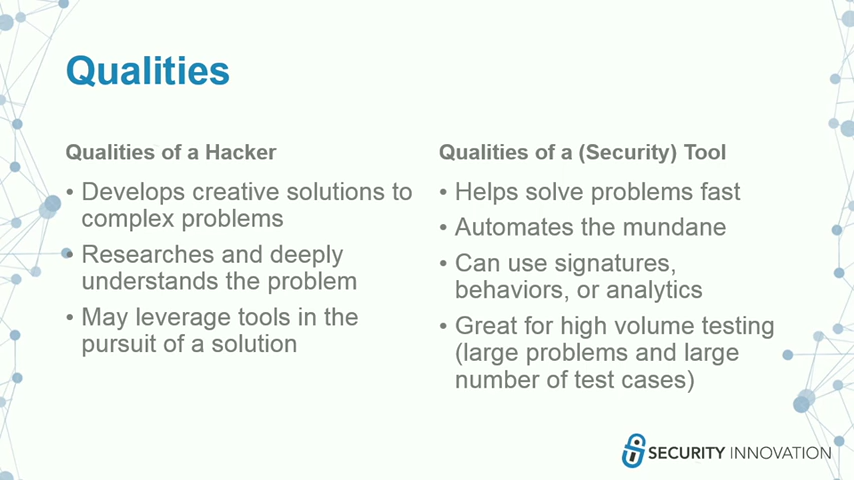 Qualities
Qualities of a Hacker
• Develops creative solutions to
complex problems
• Researches and deeply
understands the problem
• May leverage tools in the
pursuit of a solution
Qualities of a (Security) Tool
• Helps solve problems fast
• Automates the mundane
• Can use signatures,
behaviors, or analytics
• Great for high volume testing
(large problems and large
number of test cases)
SECURITY INNOVATION